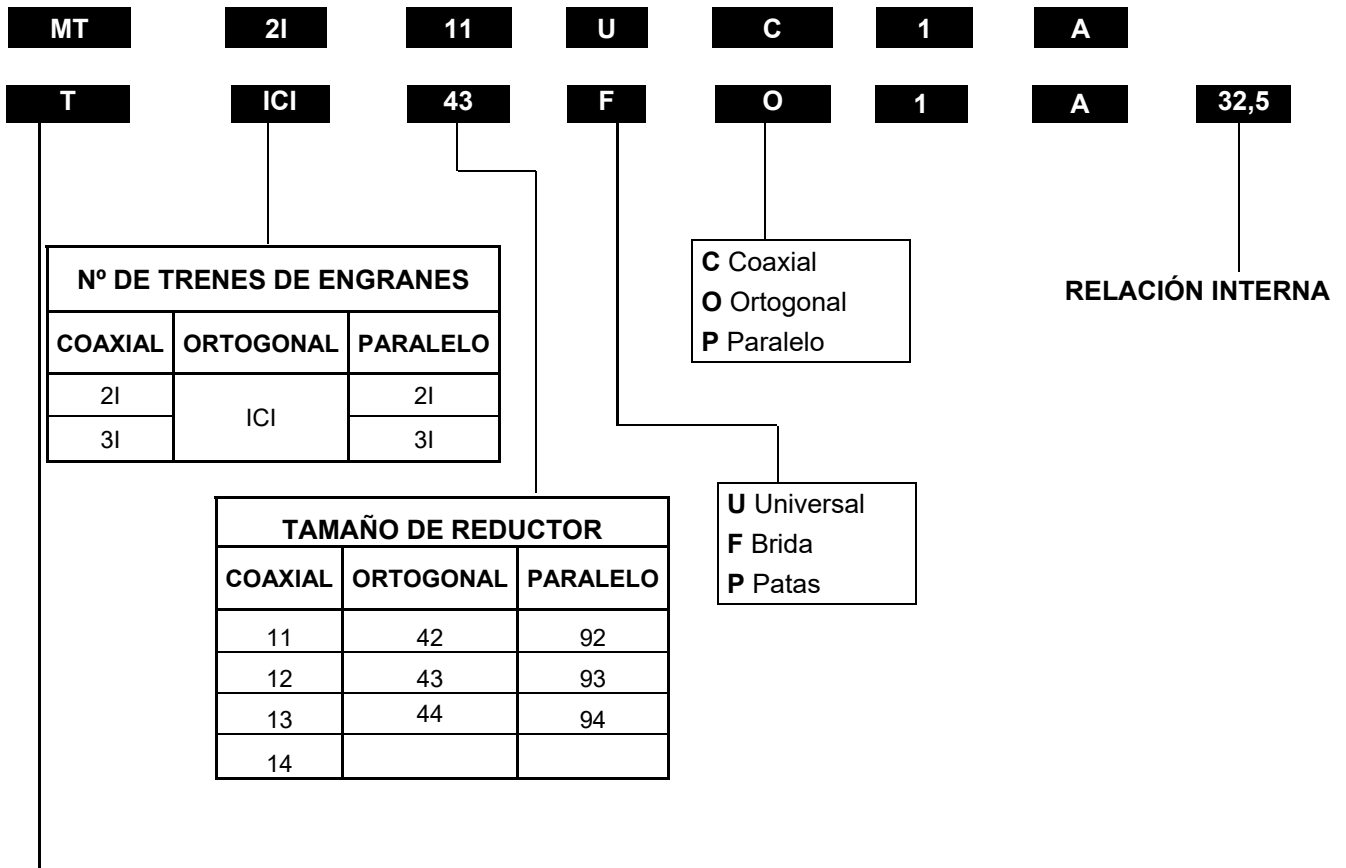 MT 2I 11 U C 1 A
T ICI 43 F O 1 A 32,5
Nº DE TRENES DE ENGRANES
COAXIAL ORTOGONAL PARALELO
2I ICI 2I
3I 3I
C Coaxial
O Ortogonal
P Paralelo
RELACIÓN INTERNA
TAMAÑO DE REDUCTOR
COAXIAL ORTOGONAL PARALELO
11 42 92
12 43 93
13 44 94
14
U Universal
F Brida
P Patas